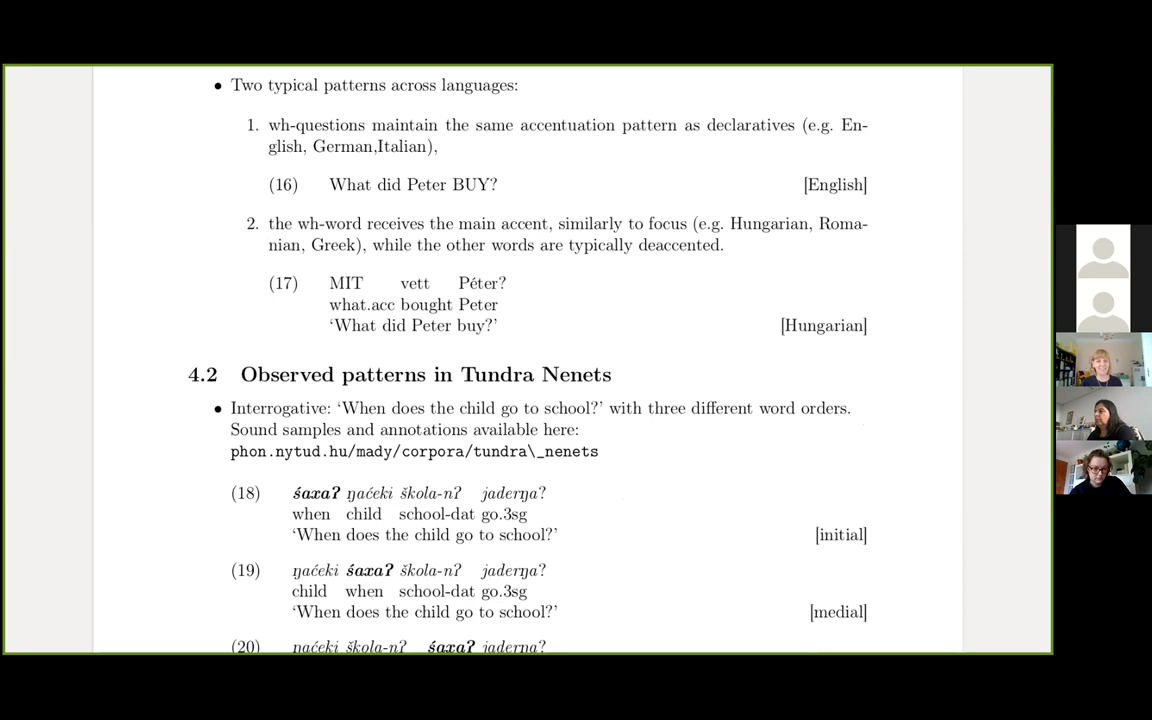 • Two typical patterns across languages:
1. wh-questions maintain the same accentuation pattern as declaratives (e.g. En-
glish, German,Italian),
(16) What did Peter BUY? [English]
2. the wh-word receives the main accent, similarly to focus (e.g. Hungarian, Roma-
nian, Greek), while the other words are typically deaccented.
(17) MIT vett Péter?
what.acc bought Peter
‘What did Peter buy?’ [Hungarian]
4.2 Observed patterns in Tundra Nenets
• Interrogative: ‘When does the child go to school?’ with three different word orders.
Sound samples and annotations available here:
phon.nytud.hu/mady/corpora/tundra\_nenets
(18) śaxaʔ ŋaćeki škola-nʔ jaderŋa?
when child school-dat go.3sg
‘When does the child go to school?’ [initial]
(19) ŋaćeki śaxaʔ škola-nʔ jaderŋa?
child when school-dat go.3sg
‘When does the child go to school?’ [medial]
(20) ŋaćeki škola-nʔ śaxaʔ jaderŋa?